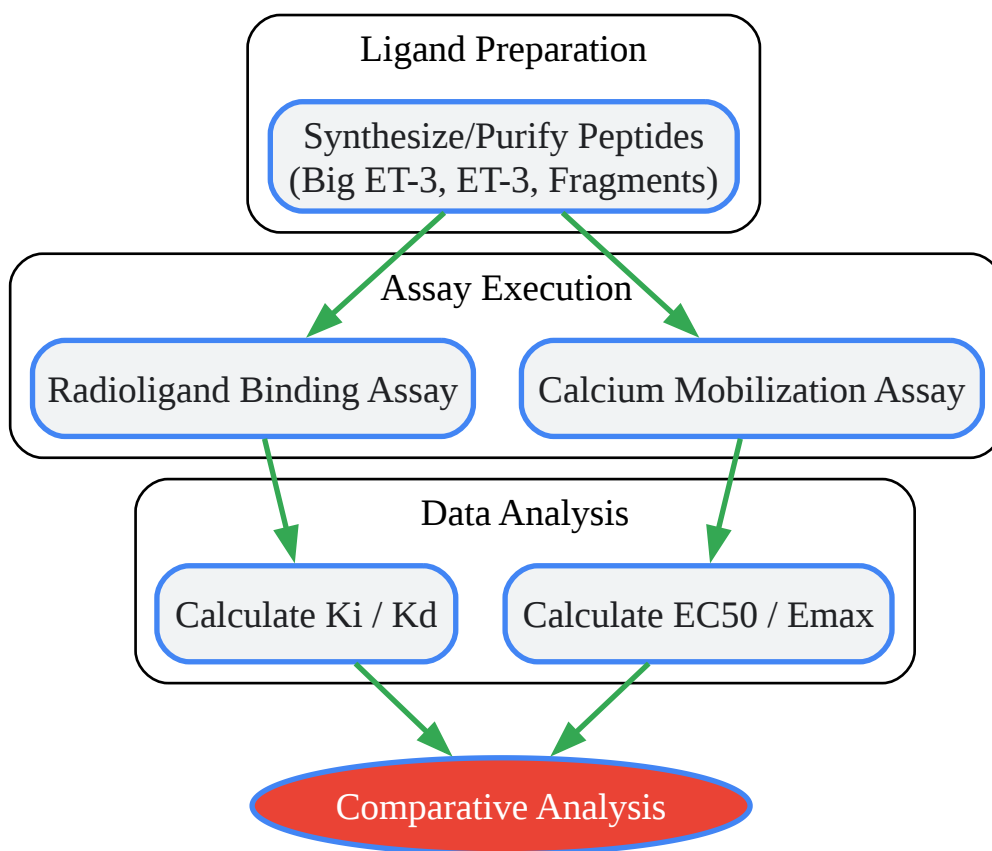 Ligand Preparation
Synthesize/Purify Peptides
(Big ET-3, ET-3, Fragments)
Assay Execution
Radioligand Binding Assay
Calcium Mobilization Assay
Data Analysis
Calculate Ki / Kd
Calculate EC50 / Emax
Comparative Analysis